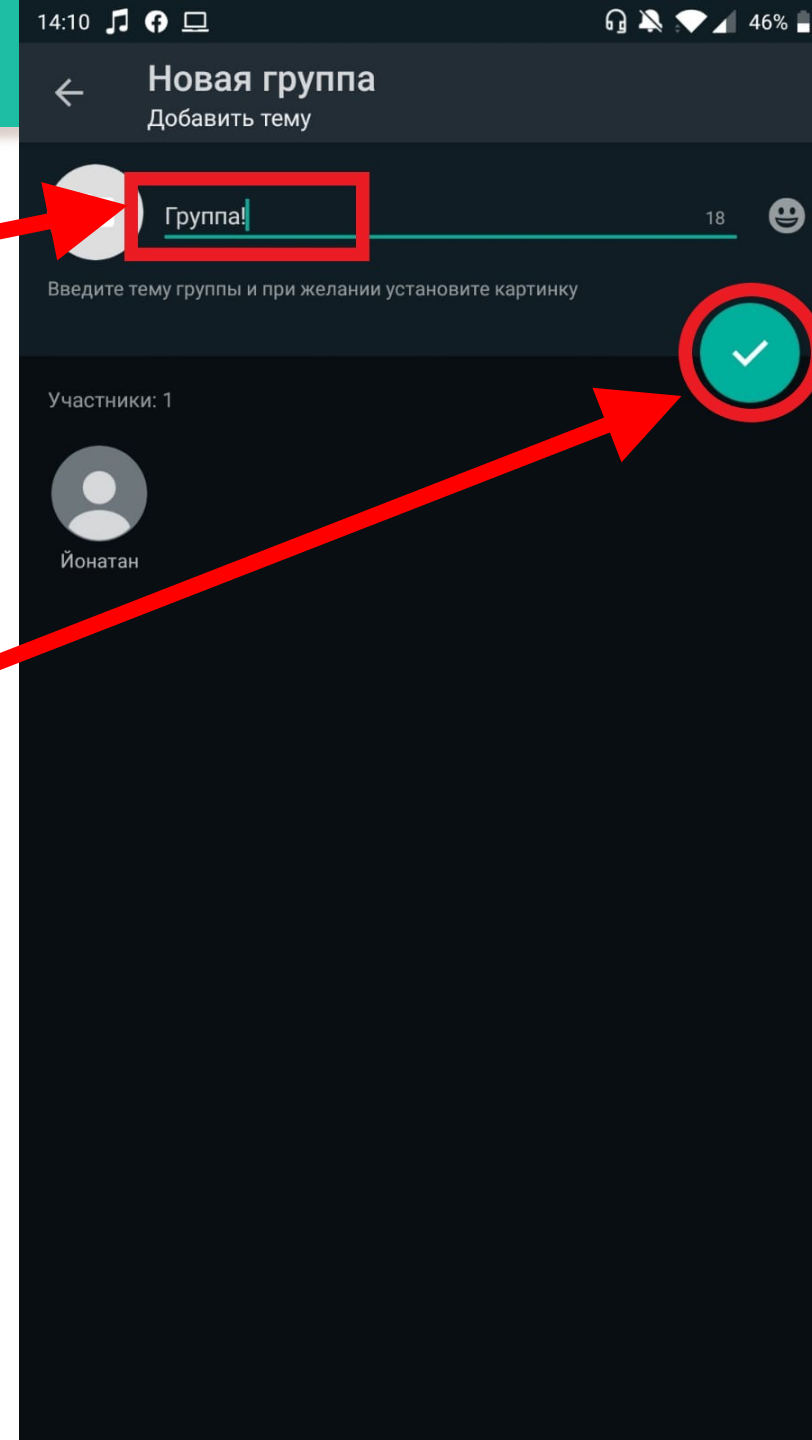 14:10 46%
Новая группа
Добавить тему
Группа! 18
Введите тему группы и при желании установите картинку
Участники: 1
Йонатан